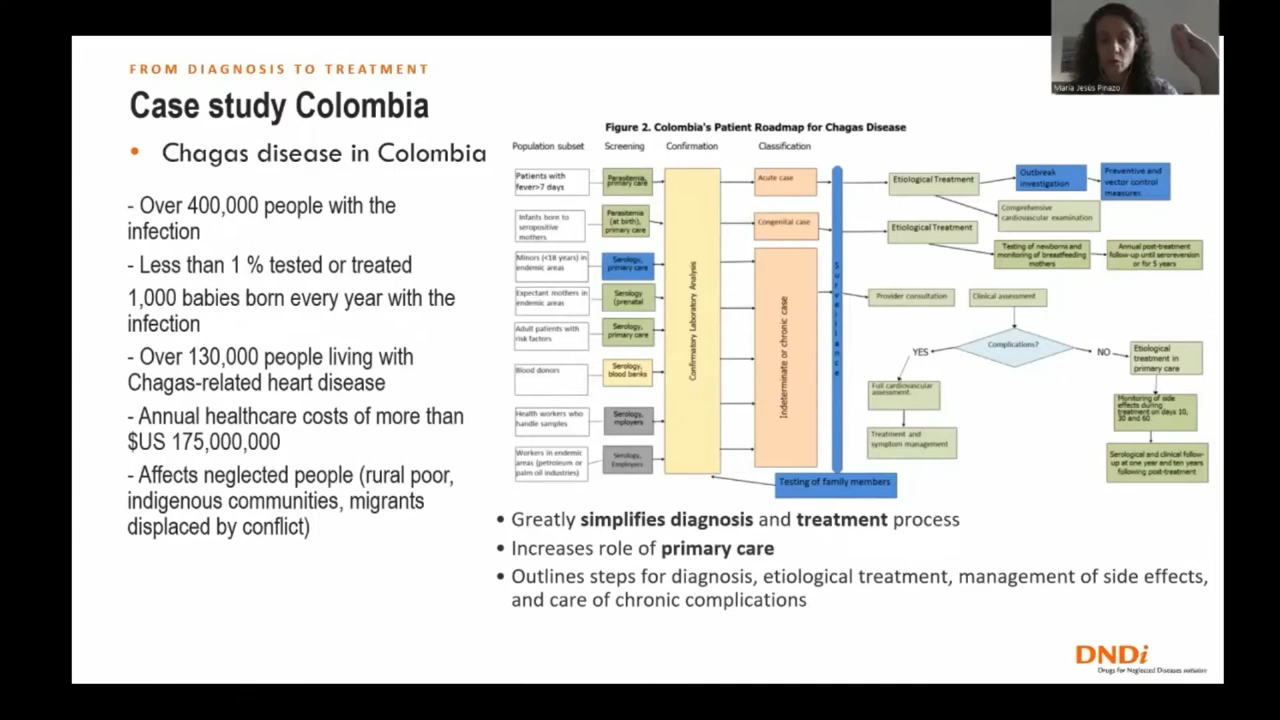 FROM DIAGNOSIS TO TREATMENT
Case study Colombia
• Chagas disease in Colombia
- Over 400,000 people with the
infection
- Less than 1 % tested or treated
1,000 babies born every year with the
infection
- Over 130,000 people living with
Chagas-related heart disease
- Annual healthcare costs of more than
$US 175,000,000
- Affects neglected people (rural poor,
indigenous communities, migrants
displaced by conflict)
María Jesús Pinazo
Figure 2. Colombia's Patient Roadmap for Chagas Disease
Population subset
Screening
Confirmation
Classification
Patients with
fever>7 days
Infants born to
seropositive
mothers.
Minors (<18 years) in
endemic areas
Expectant mothers in
endemic areas
Adult patients with
risk factors
Blood donors
Health workers who
handle samples
Workers in endemic
areas (petroleum or
palm oil industries)
Parasitemia,
primary care
Parasitemia
(at birth),
primary care
Serology,
primary care
Serology
(prenatal
Serology,
primary care
Serology,
blood banks
Serology,
mployers
Serology,
Employers
Confirmatory Laboratory Analysis
Acute case
Congenital case
Indeterminate or chronic case
Surveillance
Testing of family members
Etiological Treatment
Outbreak
investigation
Preventive and
vector control
measures.
Comprehensive
cardiovascular examination
Etiological Treatment
Testing of newborns and
monitoring of breastfeeding
mothers
Annual post-treatment
follow-up until seroreversion
or for 5 years
Provider consultation
Clinical assessment
Complications?
YES
NO
Full cardiovascular
assessment.
Treatment and
symptom management
Etiological
treatment in
primary care
Monitoring of side
effects during
treatment on days 10,
30 and 60
Serological and clinical follow-
up at one year and ten years
following post-treatment
• Greatly simplifies diagnosis and treatment process
• Increases role of primary care
• Outlines steps for diagnosis, etiological treatment, management of side effects,
and care of chronic complications
DNDi
Drugs for Neglected Diseases initiative